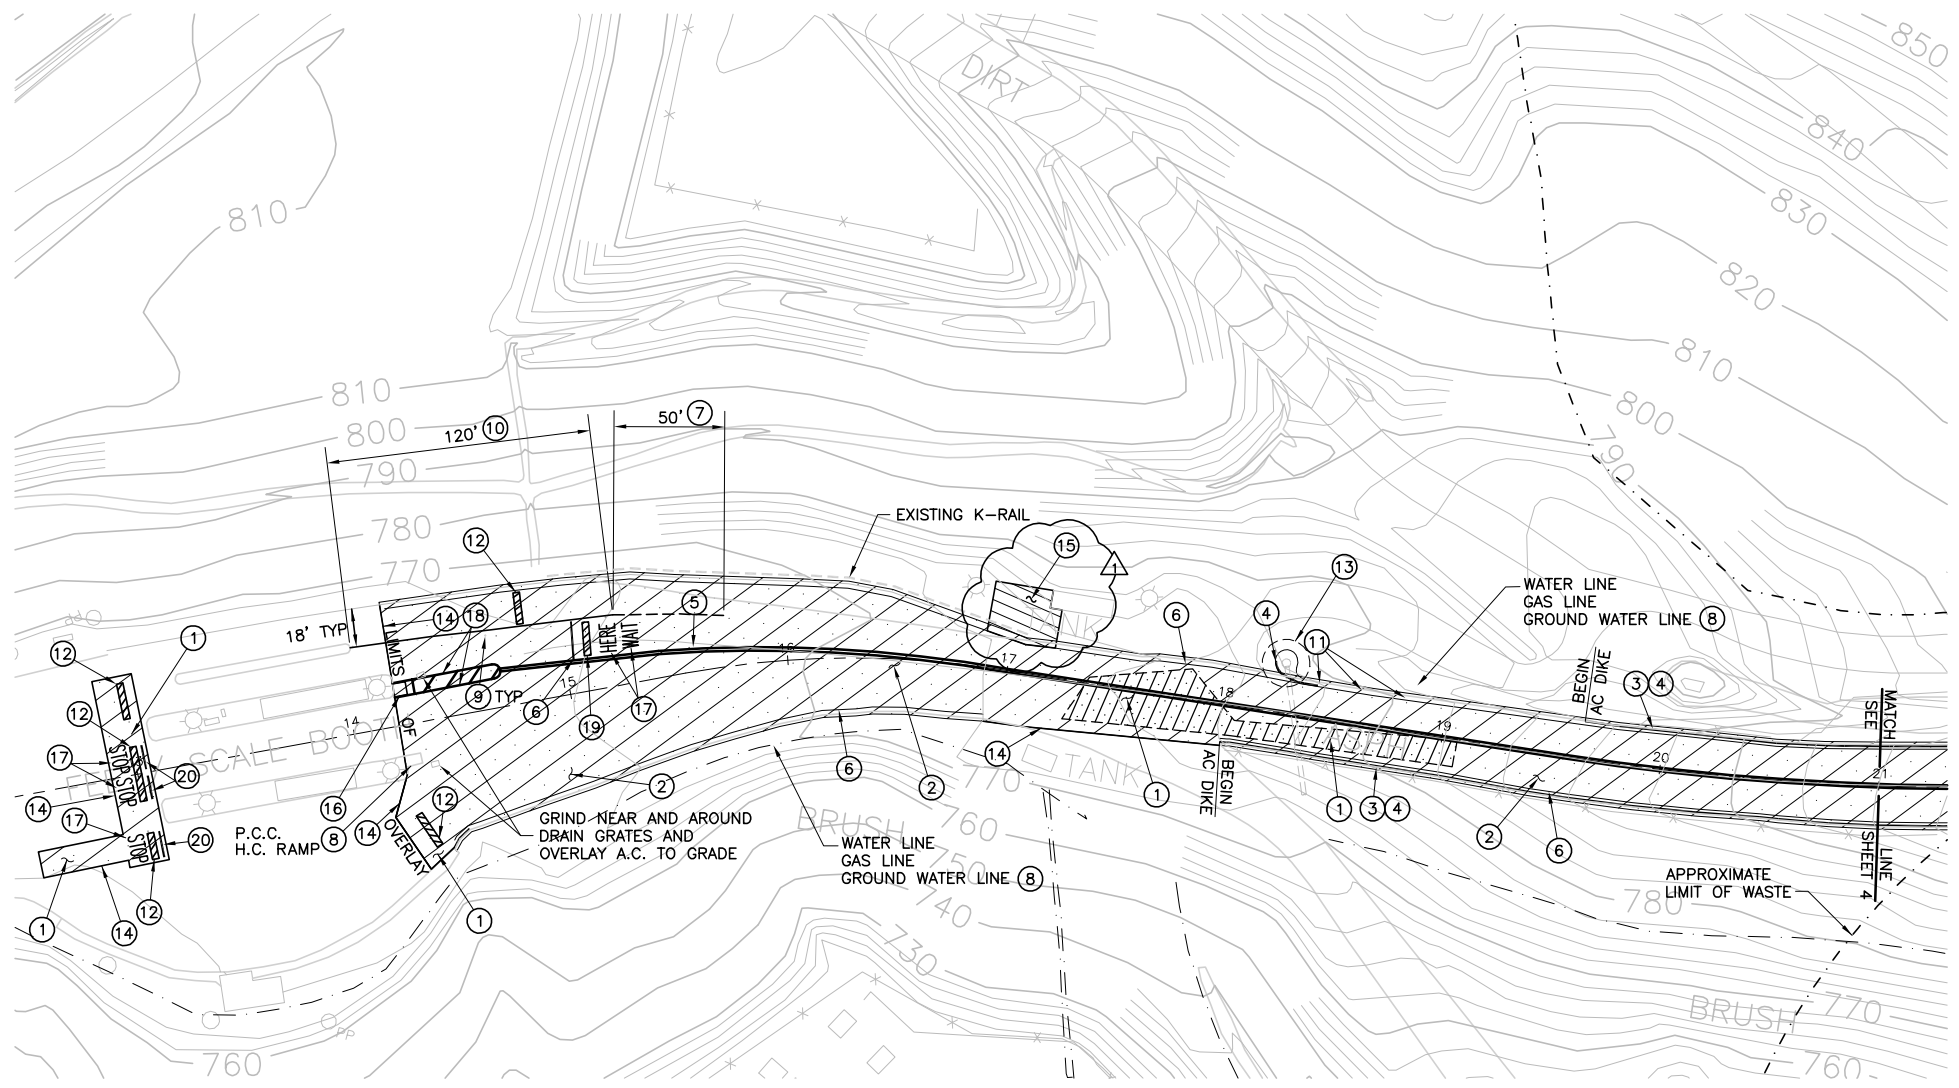 850
DIRT
840
810
830
820
810
810
800
800
50' 7
120' 10
790
790
EXISTING K-RAIL
780
12
15
1
13
770
WATER LINE
GAS LINE
GROUND WATER LINE 8
14
18
5
6
4
11
18' TYP
LIMITS
HERE
WAIT
TANK
BEGIN
AC DIKE
3 4
12
1
16
17
15
9 TYP
6
19
17
18
19
MATCH
SEE
12
14
OF
20
21
17
STOP
STOP
20
14
16
2
6
2
14
TANK
770
1
BEGIN
AC DIKE
1
3 4
12
17
STOP
20
P.C.C.
H.C. RAMP 8
14
OVERLAY
GRIND NEAR AND AROUND
DRAIN GRATES AND
OVERLAY A.C. TO GRADE
BRUSH
760
2
6
WATER LINE
GAS LINE
GROUND WATER LINE 8
750
LINE
SHEET 4
APPROXIMATE
LIMIT OF WASTE
780
1
14
12
1
740
730
BRUSH
770
PP
760
760